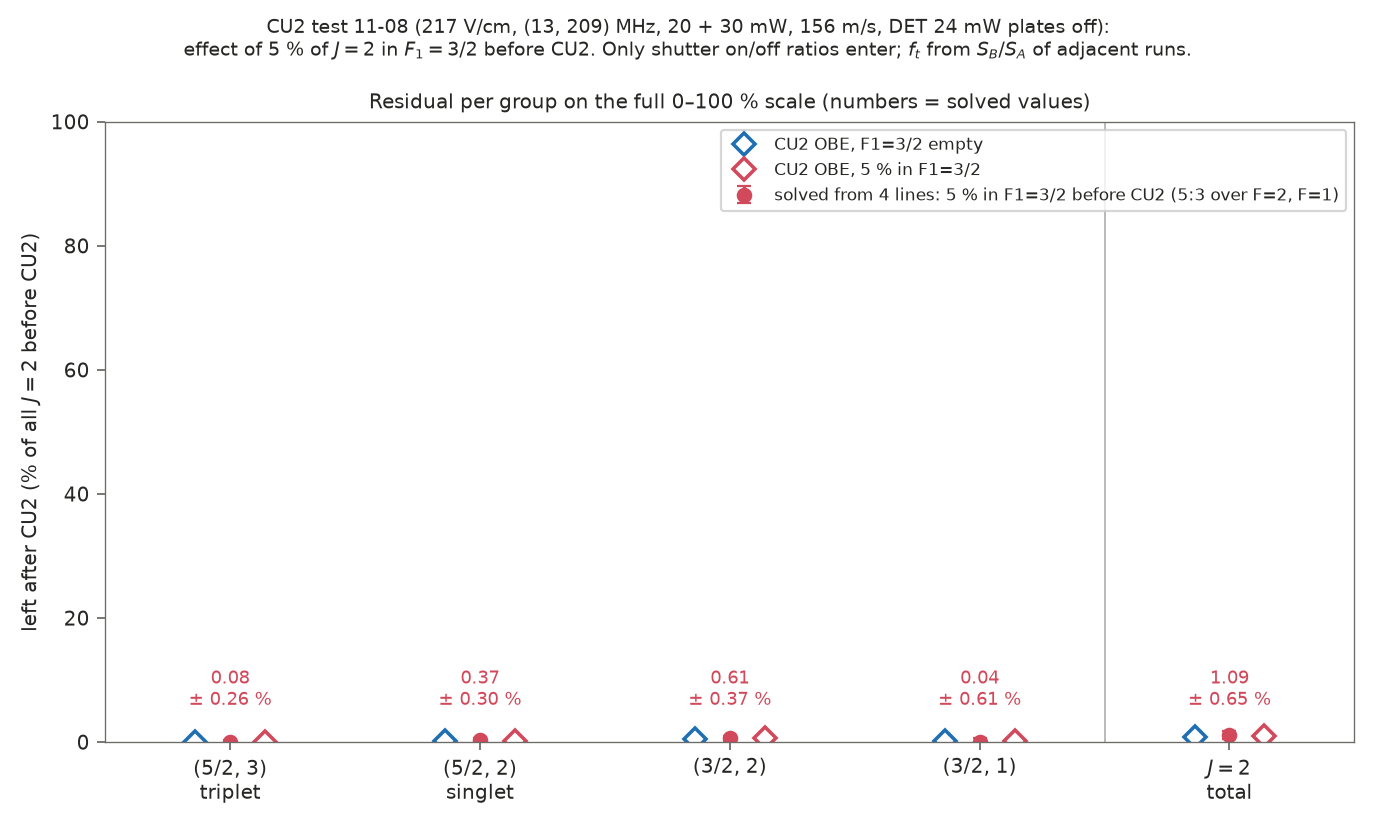 CU2 test 11-08 (217 V/cm, (13, 209) MHz, 20 + 30 mW, 156 m/s, DET 24 mW plates off):
effect of 5 % of J = 2 in F₁ = 3/2 before CU2. Only shutter on/off ratios enter; fₜ from S_B/S_A of adjacent runs.
Residual per group on the full 0–100 % scale (numbers = solved values)
CU2 OBE, F1=3/2 empty
CU2 OBE, 5 % in F1=3/2
solved from 4 lines: 5 % in F1=3/2 before CU2 (5:3 over F=2, F=1)
left after CU2 (% of all J = 2 before CU2)
100
80
60
40
20
0
0.08
± 0.26 %
0.37
± 0.30 %
0.61
± 0.37 %
0.04
± 0.61 %
1.09
± 0.65 %
(5/2, 3)
triplet
(5/2, 2)
singlet
(3/2, 2)
(3/2, 1)
J = 2
total